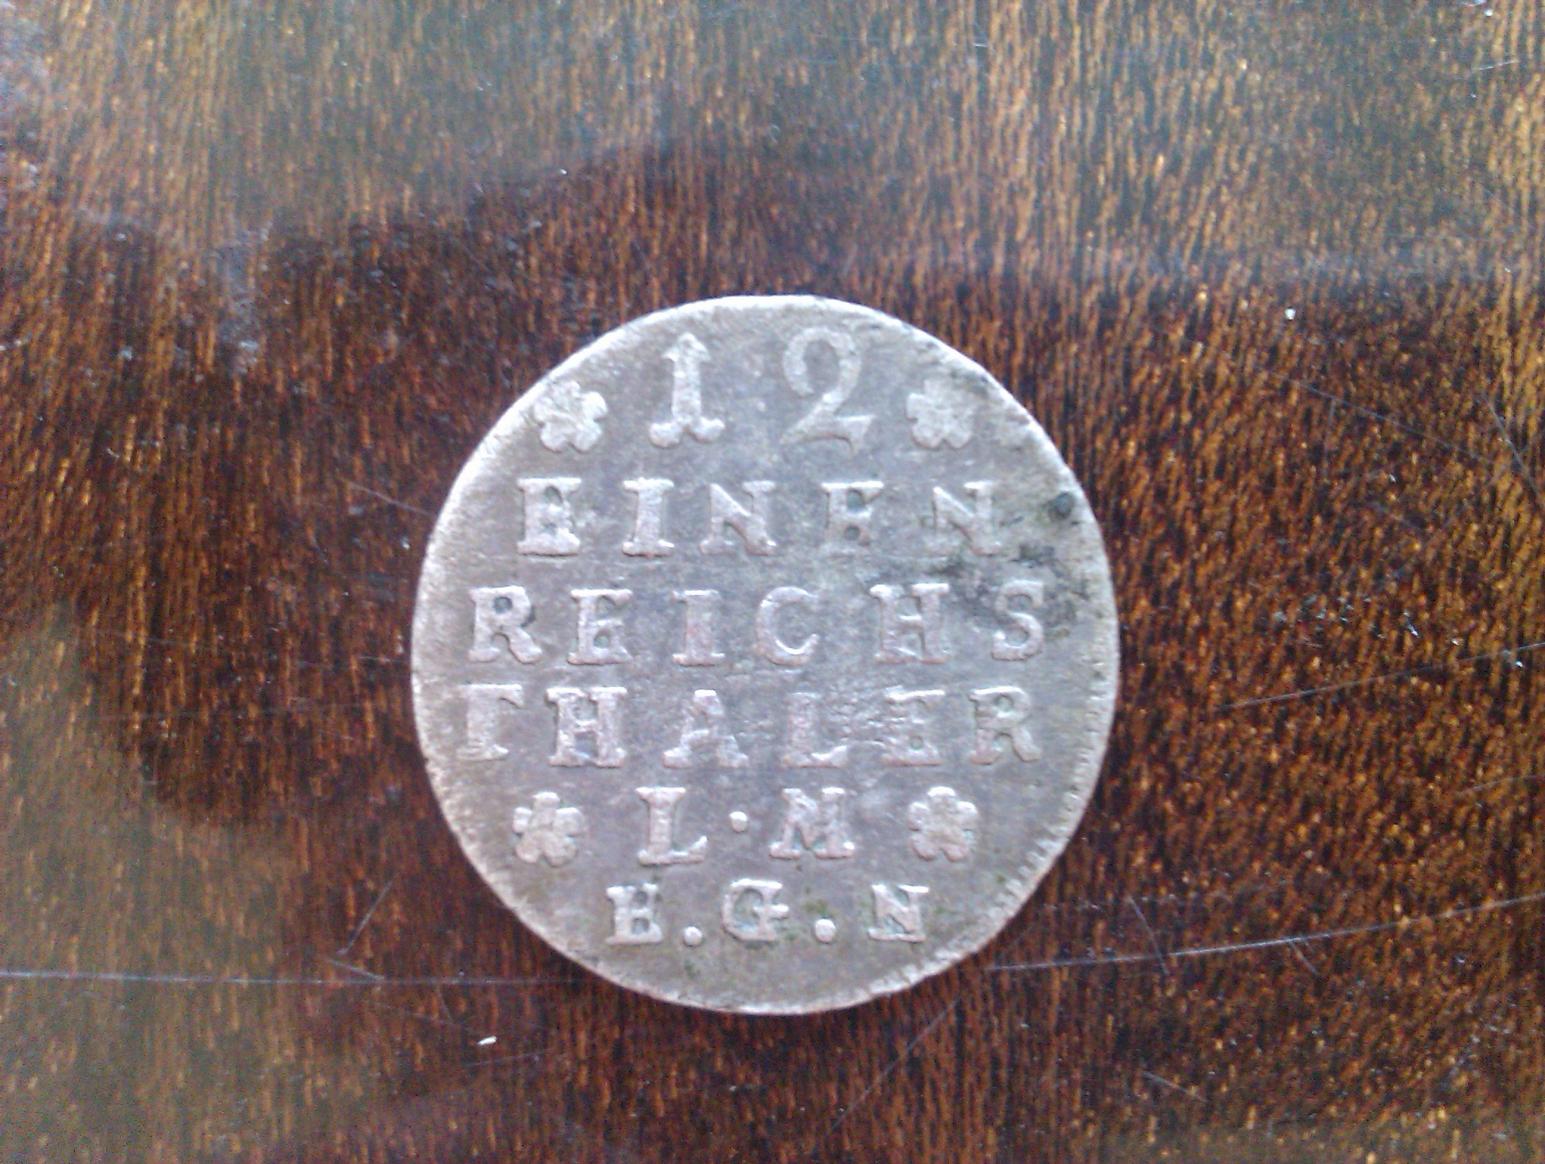 12
EINEN
REICHS
THALER
L·M
E.G.N